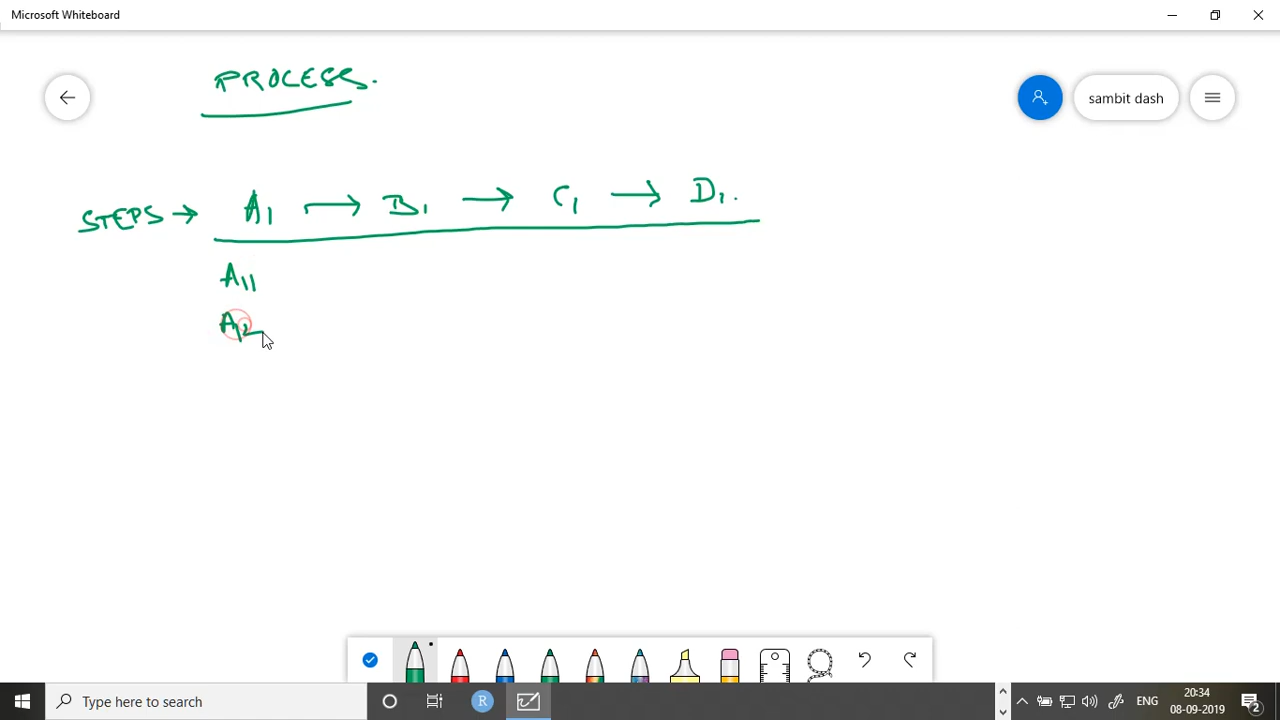 Microsoft Whiteboard
PROCESS.
sambit dash
STEPS → A1 → B1 → C1 → D1.
A11
A12
Type here to search
R
ENG
20:34
08-09-2019
2